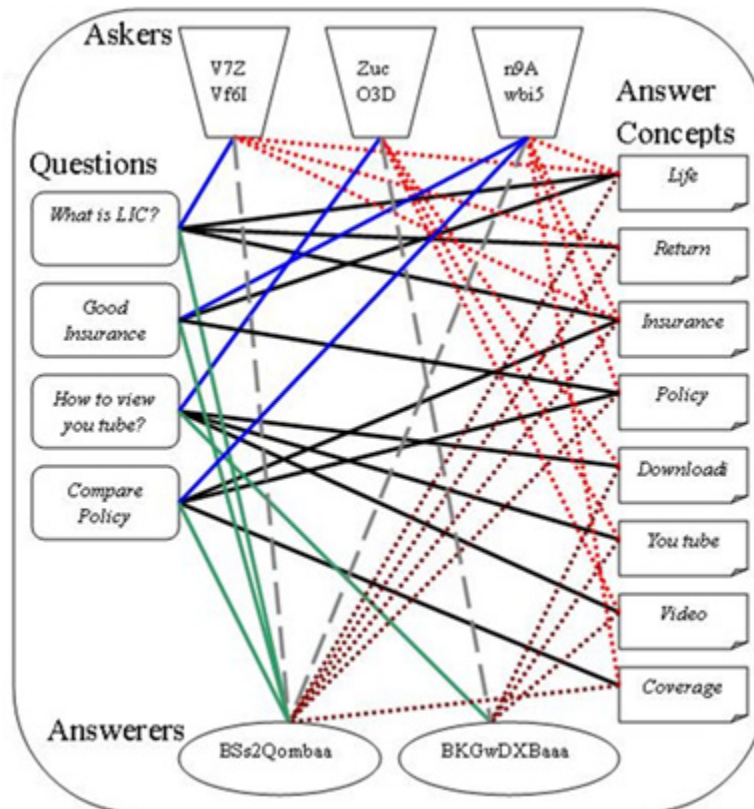 Askers
V7Z
Vf6I
Zuc
O3D
n9A
wbi5
Answer
Concepts
Questions
What is LIC?
Good
Insurance
How to view
you tube?
Compare
Policy
Life
Return
Insurance
Policy
Downloadi
You tube
Video
Coverage
Answerers
BSs2Qombaa
BKGwDXBaaa